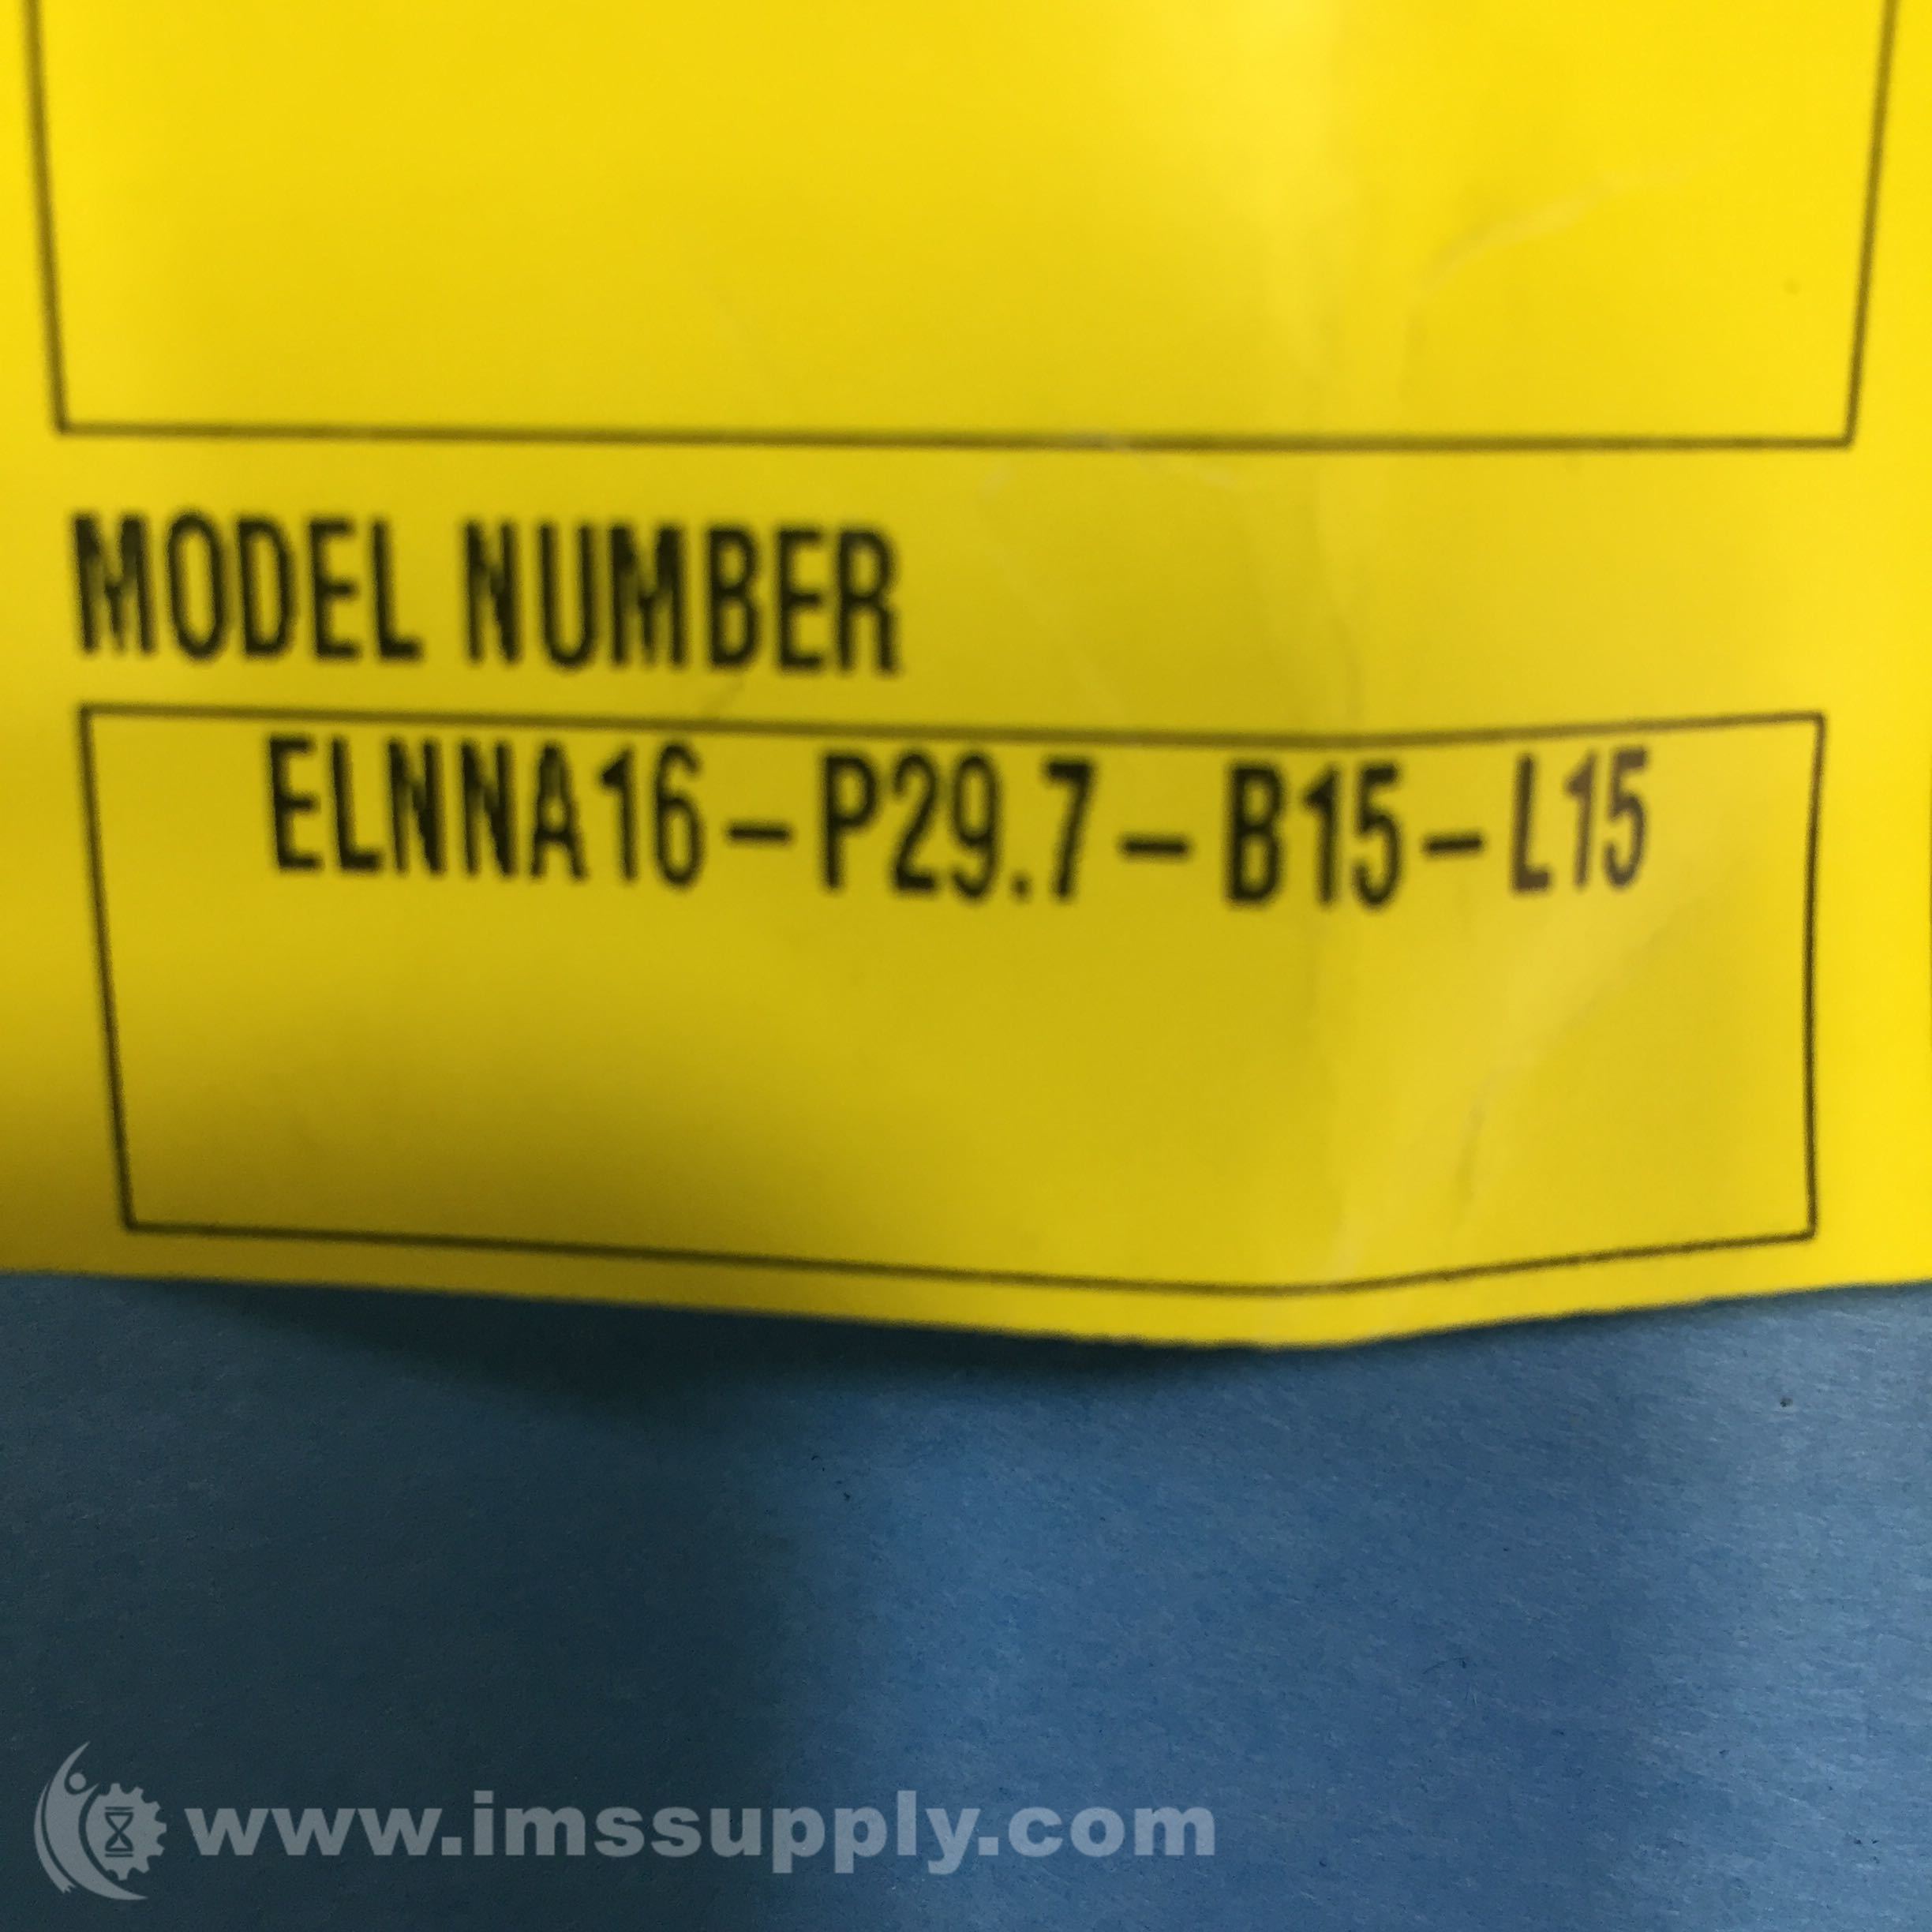 MODEL NUMBER
ELNNA16-P29.7-B15-L15
www.imssupply.com